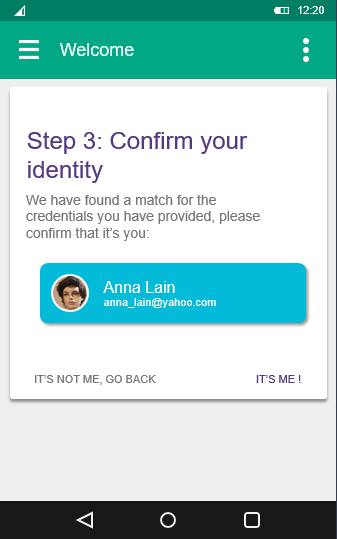 12:20
Welcome
Step 3: Confirm your
identity
We have found a match for the
credentials you have provided, please
confirm that it's you:
Anna Lain
anna_lain@yahoo.com
IT'S NOT ME, GO BACK
IT'S ME !